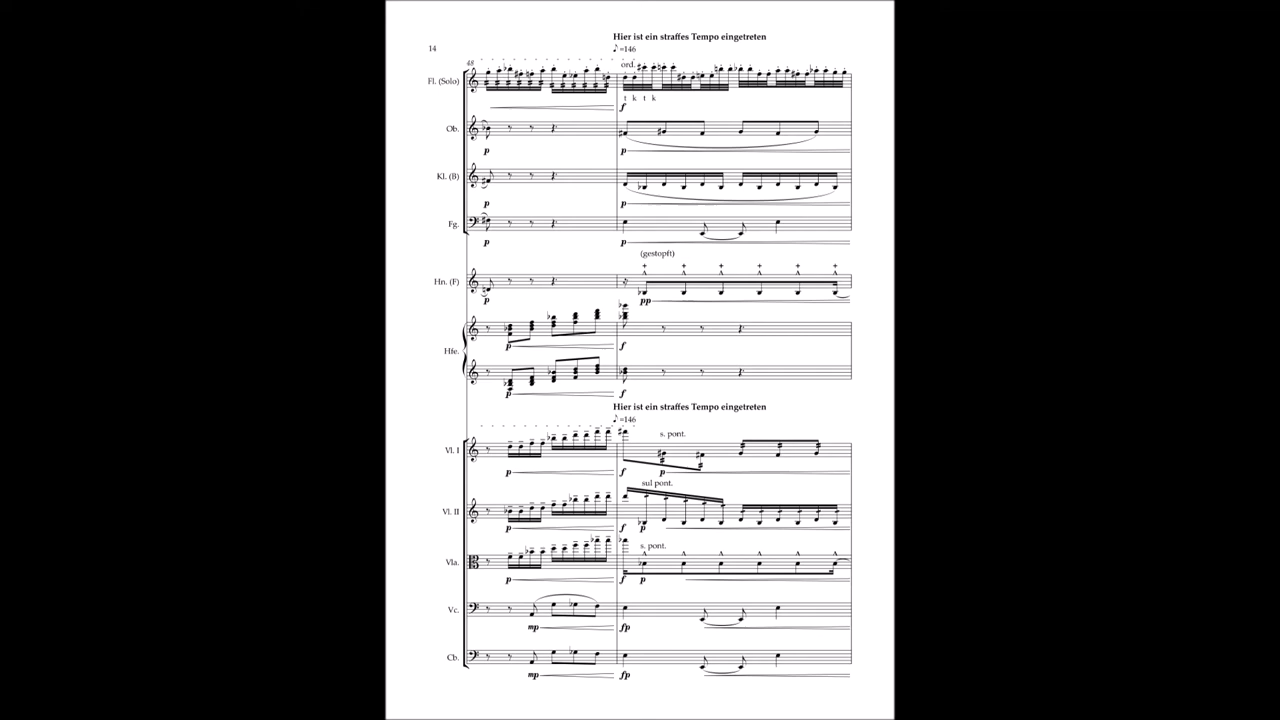 Hier ist ein straffes Tempo eingetreten
14
♪=146
48
ord.
Fl. (Solo)
t k t k
f
Ob.
p
p
Kl. (B)
p
p
Fg.
p
p
(gestopft)
Hn. (F)
p
pp
p
f
Hfe.
p
f
Hier ist ein straffes Tempo eingetreten
♪=146
s. pont.
Vl. I
p
f
p
sul pont.
Vl. II
p
f
p
s. pont.
Vla.
p
f
p
Vc.
mp
fp
Cb.
mp
fp